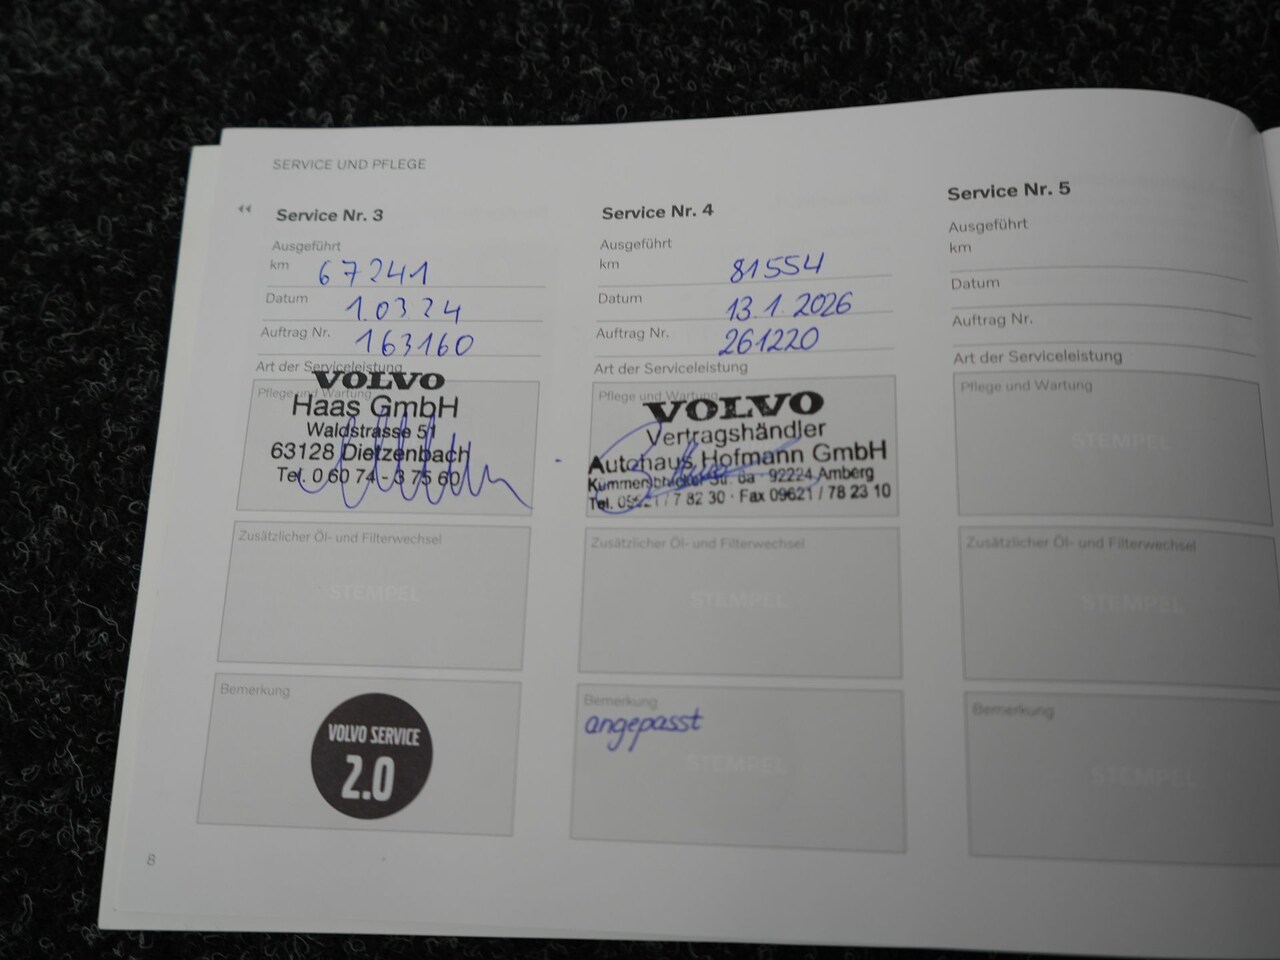 SERVICE UND PFLEGE
Service Nr. 3
Ausgeführt
km 67241
Datum 1.03 24
Auftrag Nr. 163160
Art der Serviceleistung
Pflege und Wartung
VOLVO
Haas GmbH
Waldstrasse 51
63128 Dietzenbach
Tel. 0 60 74 - 3 75 60
Zusätzlicher Öl- und Filterwechsel
STEMPEL
Bemerkung
VOLVO SERVICE
2.0
8
Service Nr. 4
Ausgeführt
km 81554
Datum 13.1.2026
Auftrag Nr. 261220
Art der Serviceleistung
Pflege und Wartung
VOLVO
Vertragshändler
Autohaus Hofmann GmbH
92224 Amberg
Tel. 09621 / 7 82 30 · Fax 09621 / 78 23 10
Zusätzlicher Öl- und Filterwechsel
STEMPEL
Bemerkung
angepasst
STEMPEL
Service Nr. 5
Ausgeführt
km
Datum
Auftrag Nr.
Art der Serviceleistung
Pflege und Wartung
STEMPEL
Zusätzlicher Öl- und Filterwechsel
STEMPEL
Bemerkung
STEMPEL